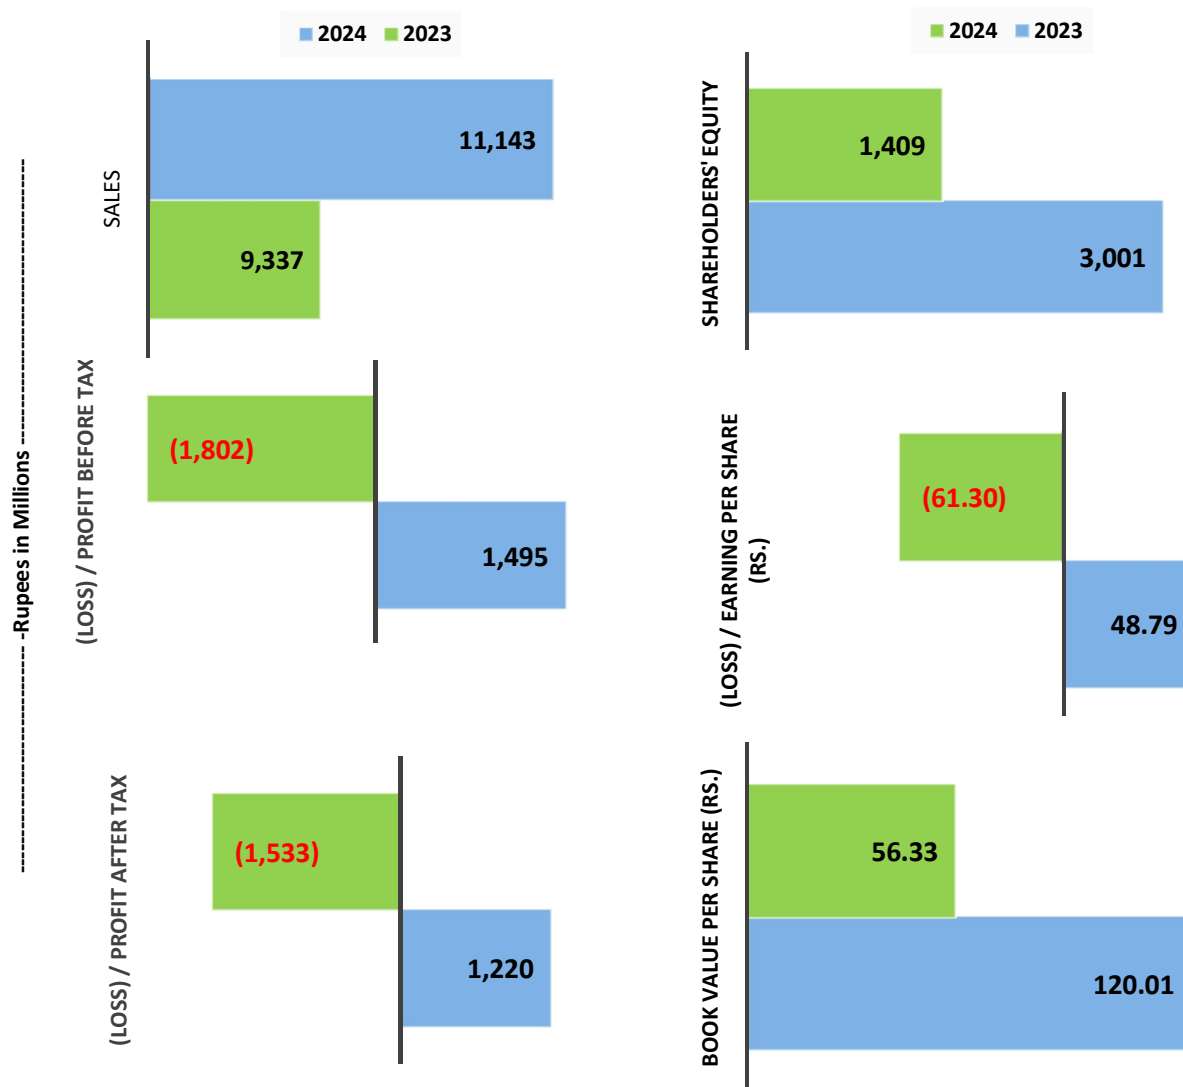 2024 2023
SALES
11,143
9,337
-----------------------Rupees in Millions -----------------------
(LOSS) / PROFIT BEFORE TAX
(1,802)
1,495
(LOSS) / PROFIT AFTER TAX
(1,533)
1,220
2024 2023
SHAREHOLDERS' EQUITY
1,409
3,001
(LOSS) / EARNING PER SHARE
(RS.)
(61.30)
48.79
BOOK VALUE PER SHARE (RS.)
56.33
120.01